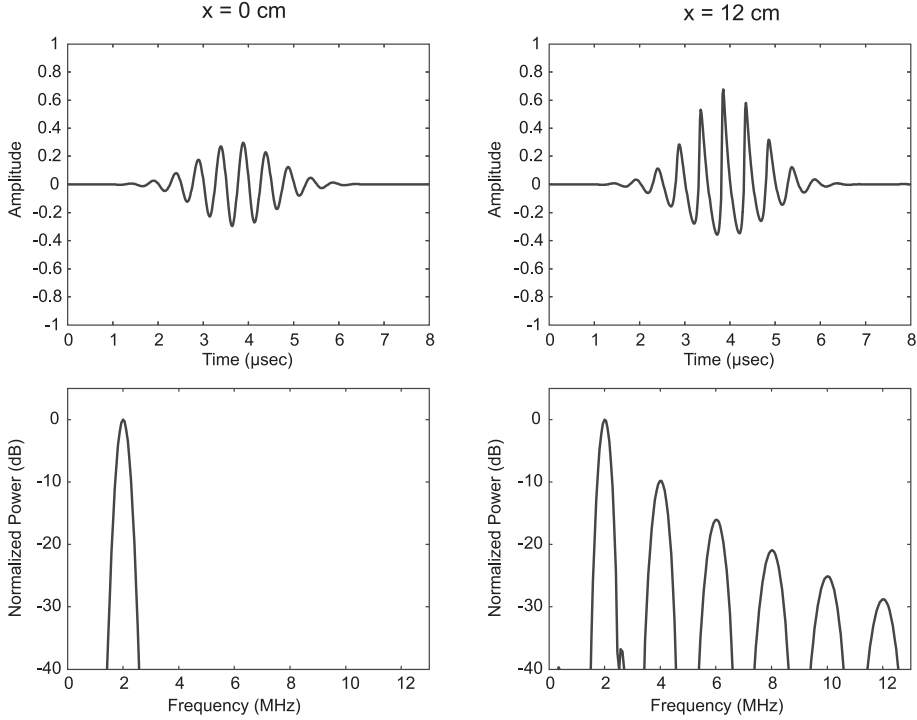 x = 0 cm
x = 12 cm
1
0.8
0.6
0.4
0.2
0
-0.2
-0.4
-0.6
-0.8
-1
Amplitude
0 1 2 3 4 5 6 7 8
Time (µsec)
1
0.8
0.6
0.4
0.2
0
-0.2
-0.4
-0.6
-0.8
-1
Amplitude
0 1 2 3 4 5 6 7 8
Time (µsec)
0
-10
-20
-30
-40
Normalized Power (dB)
0 2 4 6 8 10 12
Frequency (MHz)
0
-10
-20
-30
-40
Normalized Power (dB)
0 2 4 6 8 10 12
Frequency (MHz)